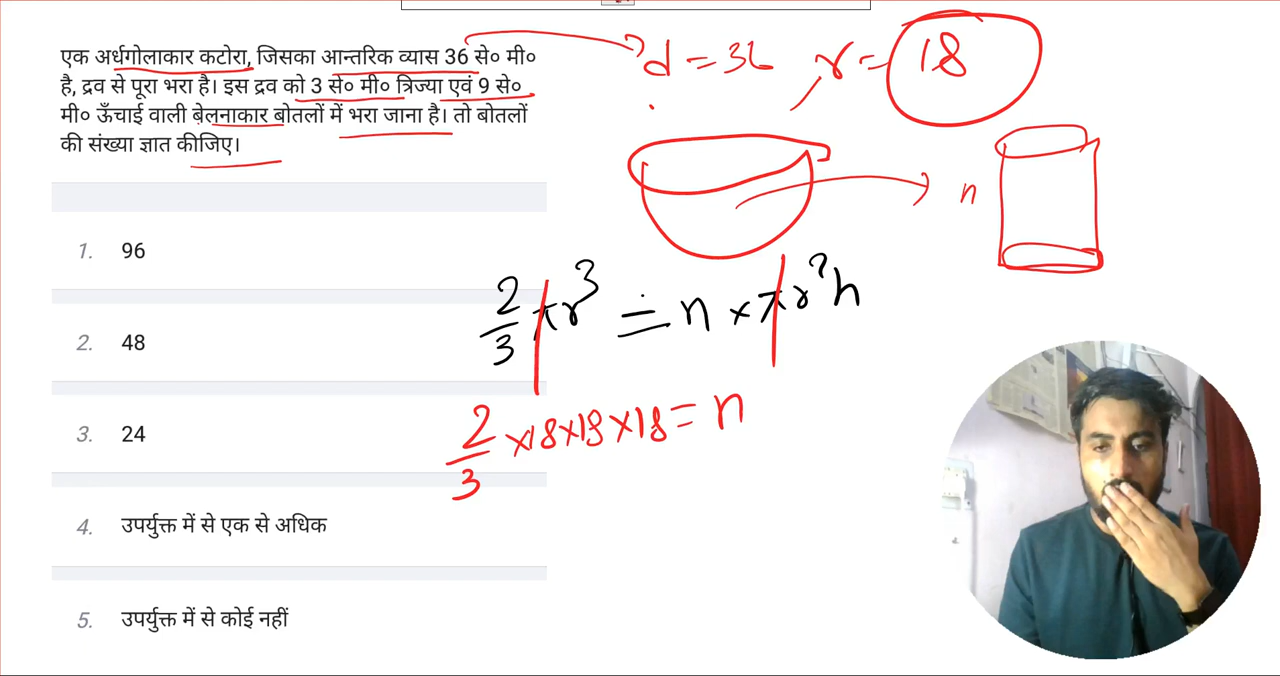 एक अर्धगोलाकार कटोरा, जिसका आन्तरिक व्यास 36 से० मी०
है, द्रव से पूरा भरा है। इस द्रव को 3 से० मी० त्रिज्या एवं 9 से०
मी० ऊँचाई वाली बेलनाकार बोतलों में भरा जाना है। तो बोतलों
की संख्या ज्ञात कीजिए।
d = 36 r = 18
n
1. 96
2. 48
3. 24
4. उपर्युक्त में से एक से अधिक
5. उपर्युक्त में से कोई नहीं
2/3 πr³ = n × πr²h
2/3 ×18×18×18 = n